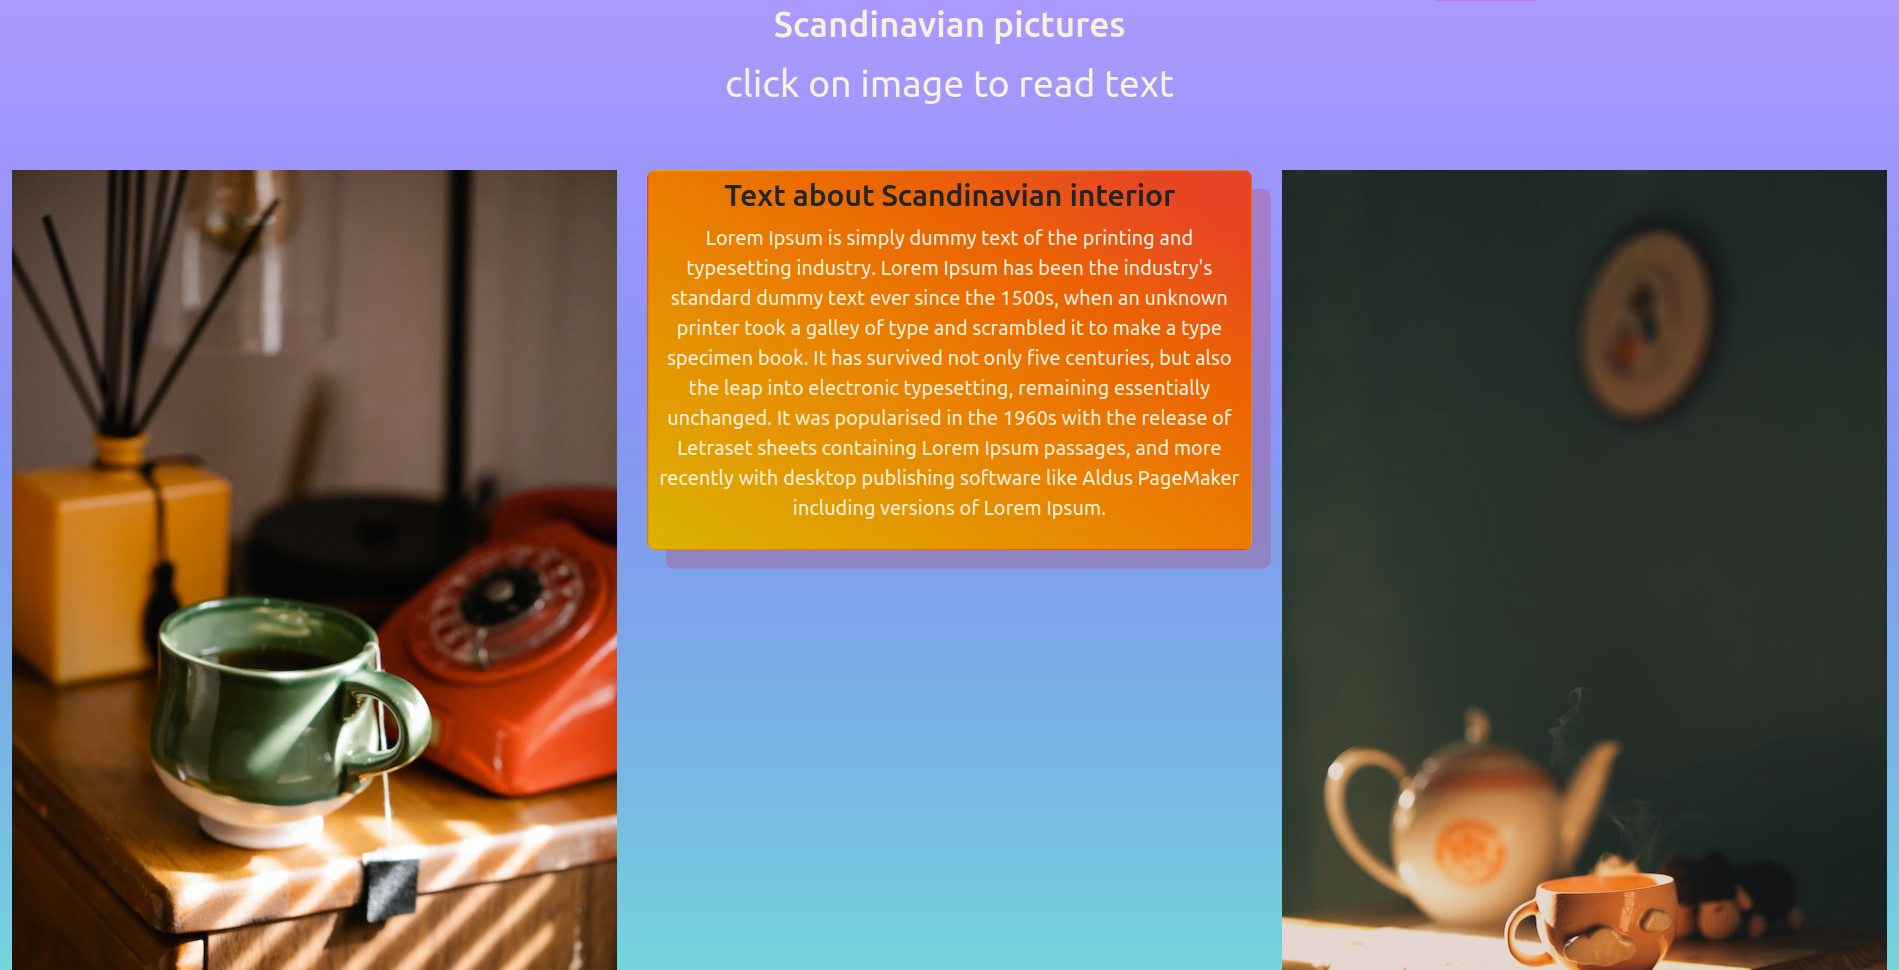 Scandinavian pictures
click on image to read text
Text about Scandinavian interior
Lorem Ipsum is simply dummy text of the printing and
typesetting industry. Lorem Ipsum has been the industry's
standard dummy text ever since the 1500s, when an unknown
printer took a galley of type and scrambled it to make a type
specimen book. It has survived not only five centuries, but also
the leap into electronic typesetting, remaining essentially
unchanged. It was popularised in the 1960s with the release of
Letraset sheets containing Lorem Ipsum passages, and more
recently with desktop publishing software like Aldus PageMaker
including versions of Lorem Ipsum.